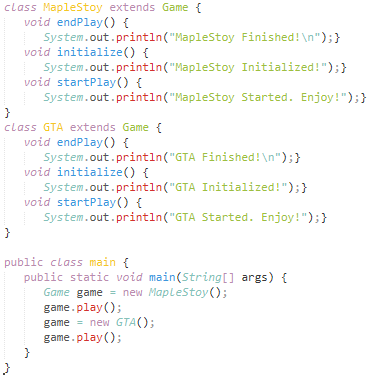 class MapleStoy extends Game {
void endPlay() {
System.out.println("MapleStoy Finished!\n");}
void initialize() {
System.out.println("MapleStoy Initialized!");}
void startPlay() {
System.out.println("MapleStoy Started. Enjoy!");}
}
class GTA extends Game {
void endPlay() {
System.out.println("GTA Finished!\n");}
void initialize() {
System.out.println("GTA Initialized!");}
void startPlay() {
System.out.println("GTA Started. Enjoy!");}
}
public class main {
public static void main(String[] args) {
Game game = new MapleStoy();
game.play();
game = new GTA();
game.play();
}
}